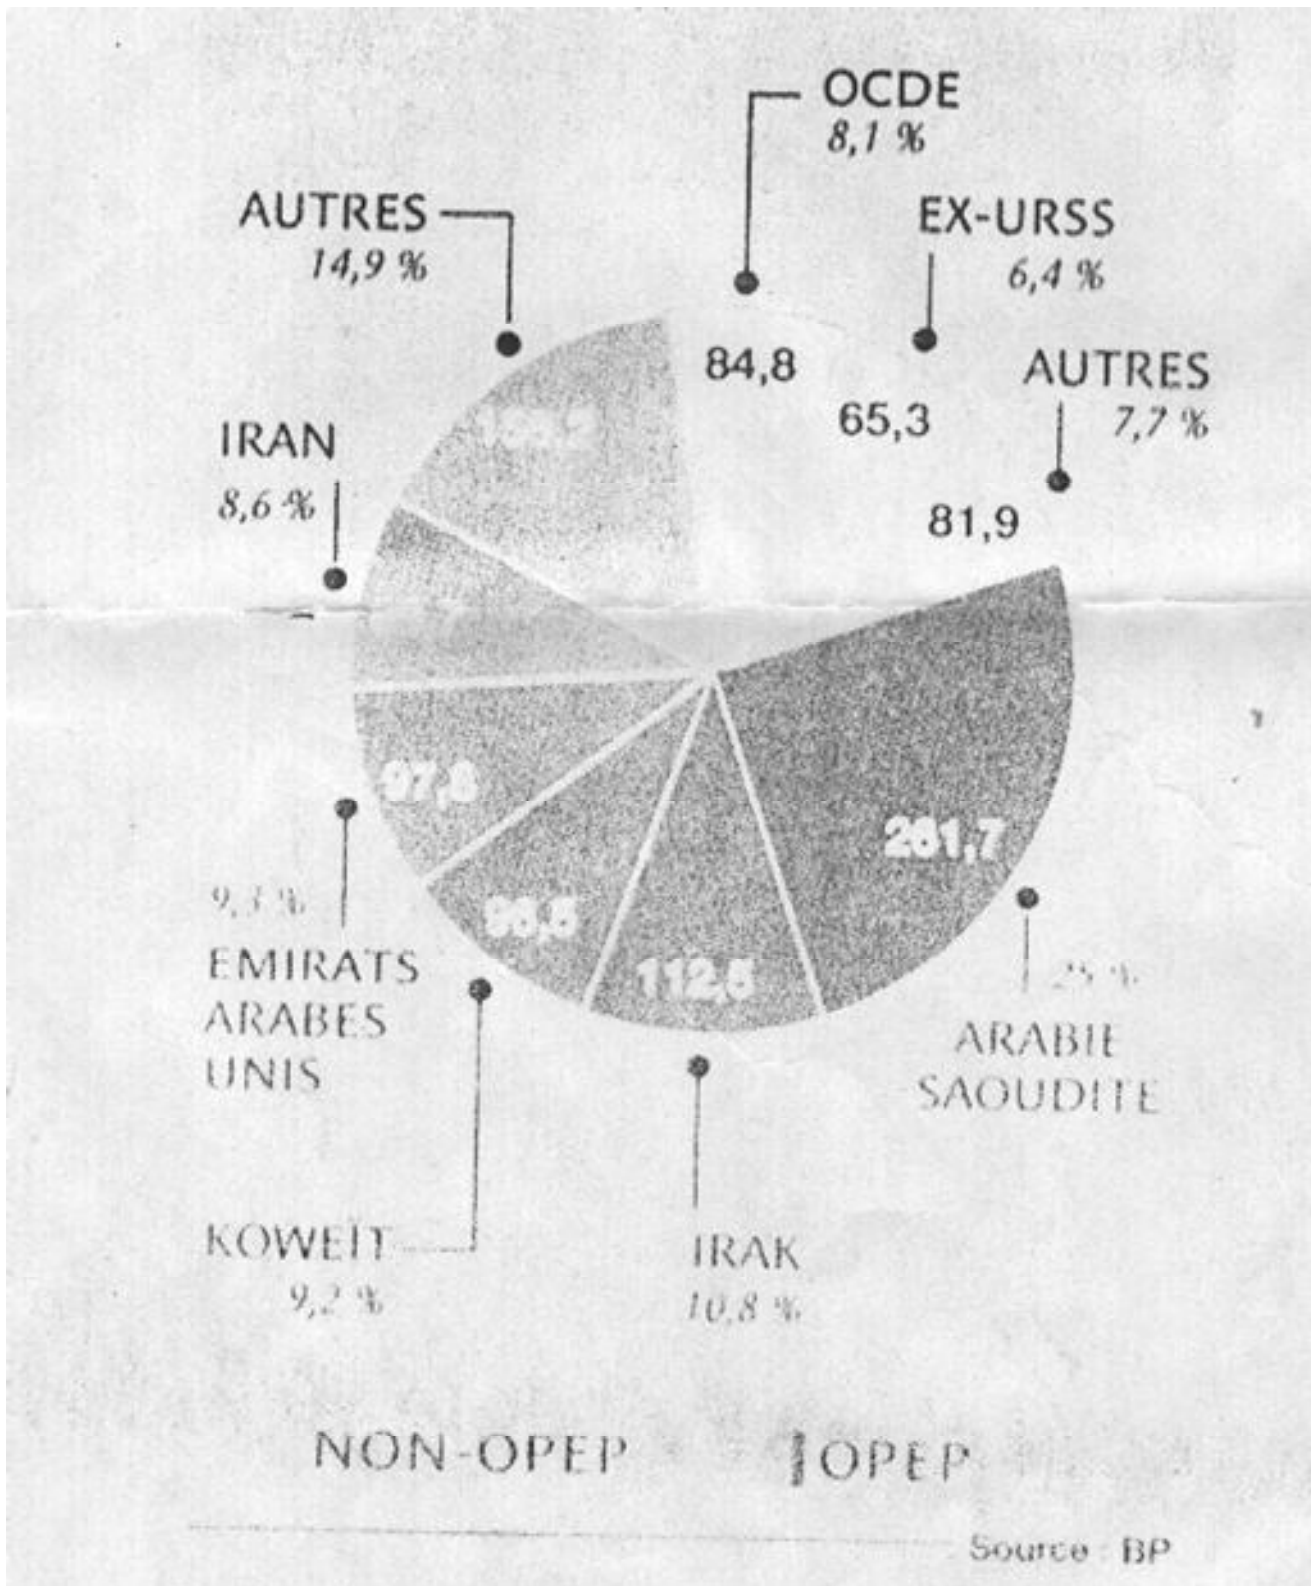 OCDE
8,1 %
EX-URSS
6,4 %
AUTRES
7,7 %
AUTRES
14,9 %
IRAN
8,6 %
84,8
65,3
81,9
97,8
96,5
112,5
261,7
9,3 %
EMIRATS
ARABES
UNIS
25 %
ARABIE
SAOUDITE
KOWEÏT
9,2 %
IRAK
10,8 %
NON-OPEP
OPEP
Source : BP